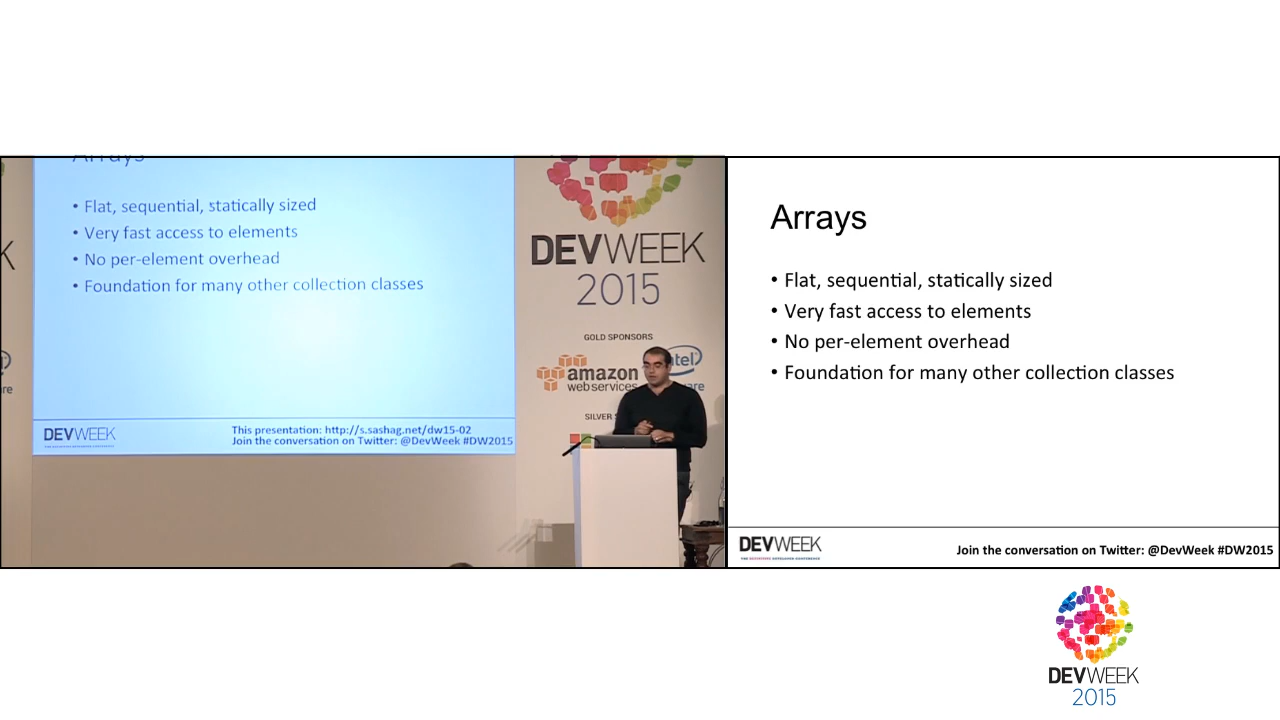 Arrays
• Flat, sequential, statically sized
• Very fast access to elements
• No per-element overhead
• Foundation for many other collection classes
DEVWEEK
This presentation: http://s.sashag.net/dw15-02
Join the conversation on Twitter: @DevWeek #DW2015
DEVWEEK
2015
GOLD SPONSORS
amazon
web services
intel
SILVER
Arrays
• Flat, sequential, statically sized
• Very fast access to elements
• No per-element overhead
• Foundation for many other collection classes
DEVWEEK
Join the conversation on Twitter: @DevWeek #DW2015
DEVWEEK
2015